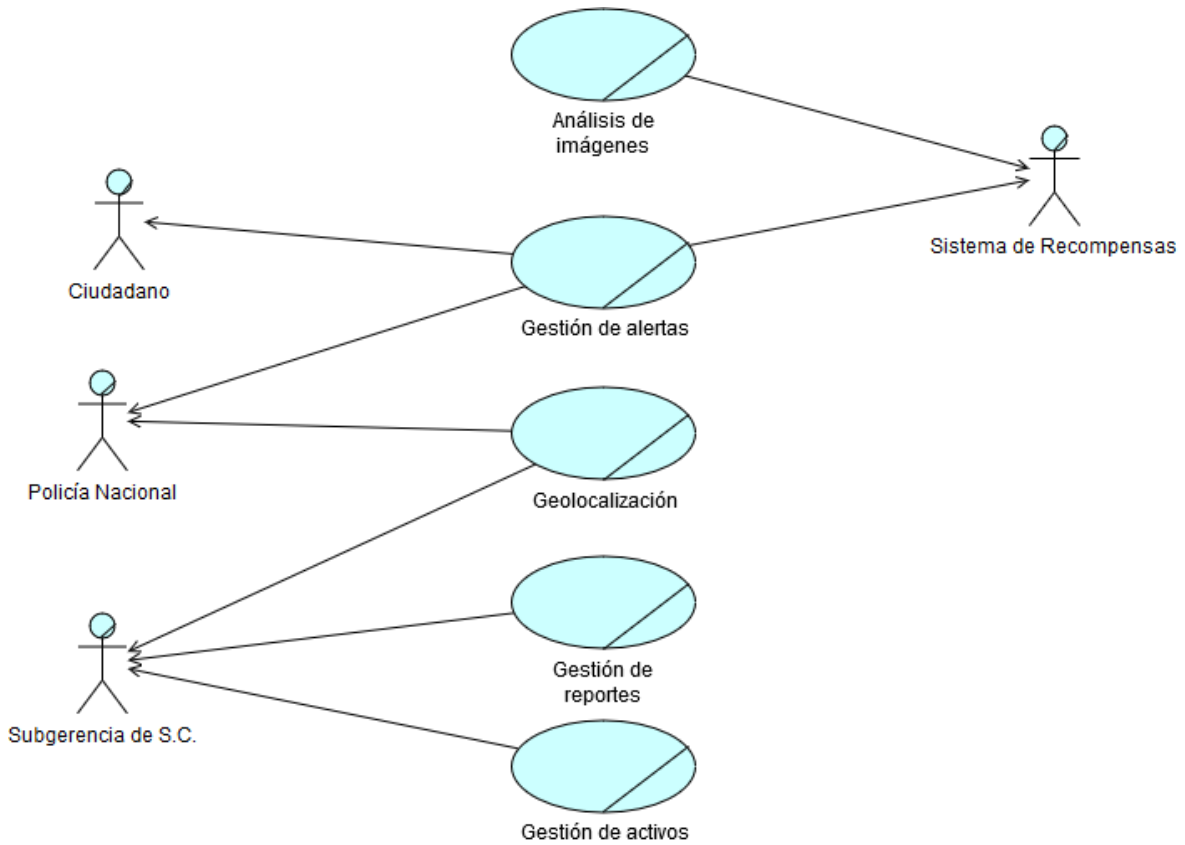 Análisis de
imágenes
Sistema de Recompensas
Ciudadano
Gestión de alertas
Policía Nacional
Geolocalización
Gestión de
reportes
Subgerencia de S.C.
Gestión de activos